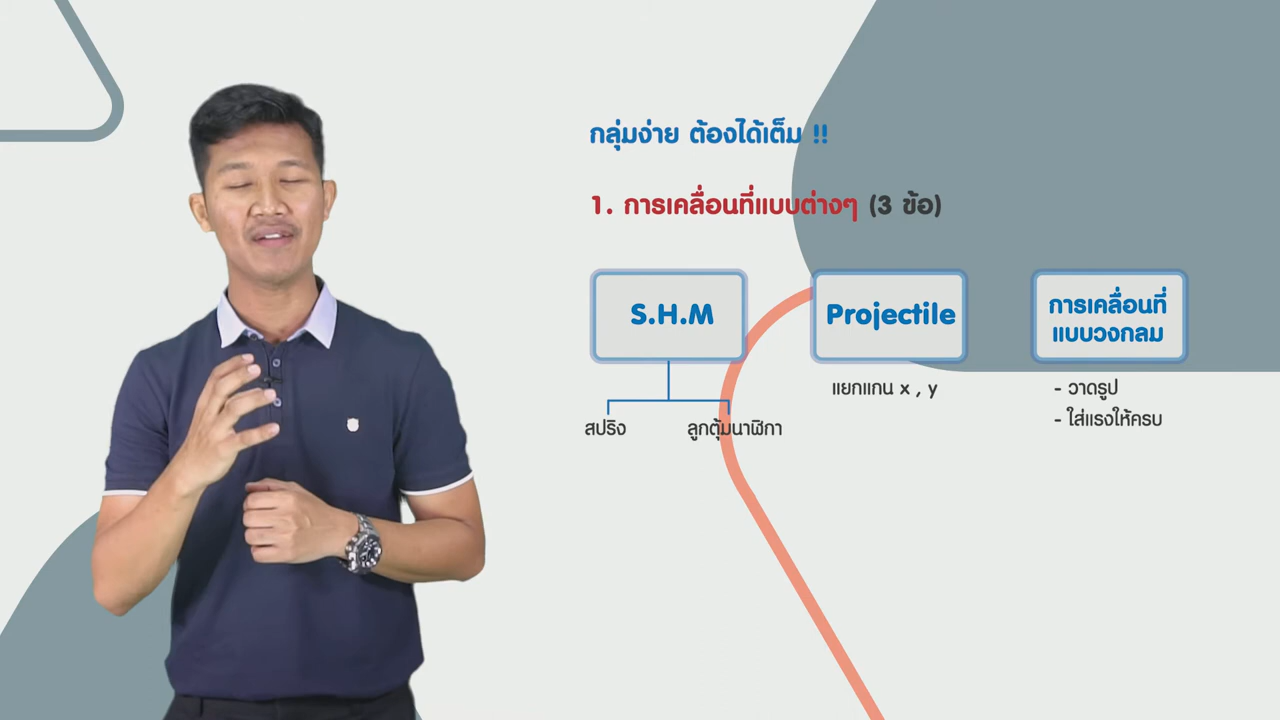 กลุ่มง่าย ต้องได้เต็ม !!
1. การเคลื่อนที่แบบต่างๆ (3 ข้อ)
S.H.M
สปริง
ลูกตุ้มนาฬิกา
Projectile
แยกแกน x , y
การเคลื่อนที่
แบบวงกลม
- วาดรูป
- ใส่แรงให้ครบ